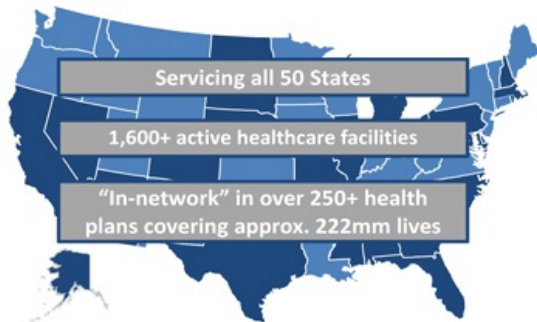 Servicing all 50 States
1,600+ active healthcare facilities
“In-network” in over 250+ health
plans covering approx. 222mm lives